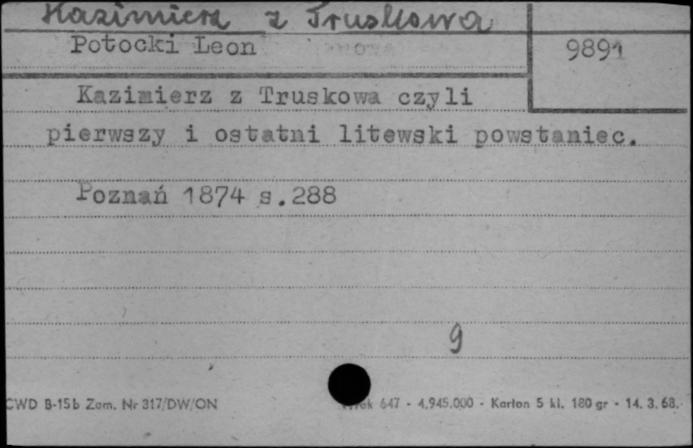 Kazimierz z Truskowa
Potocki Leon
9891
Kazimierz z Truskowa czyli
pierwszy i ostatni litewski powstaniec.
Poznań 1874 s.288
9
CWD B-15b Zam. Nr 317/DW/ON
647 - 4.945.000 - Karton 5 kl. 180 gr - 14. 3. 68.